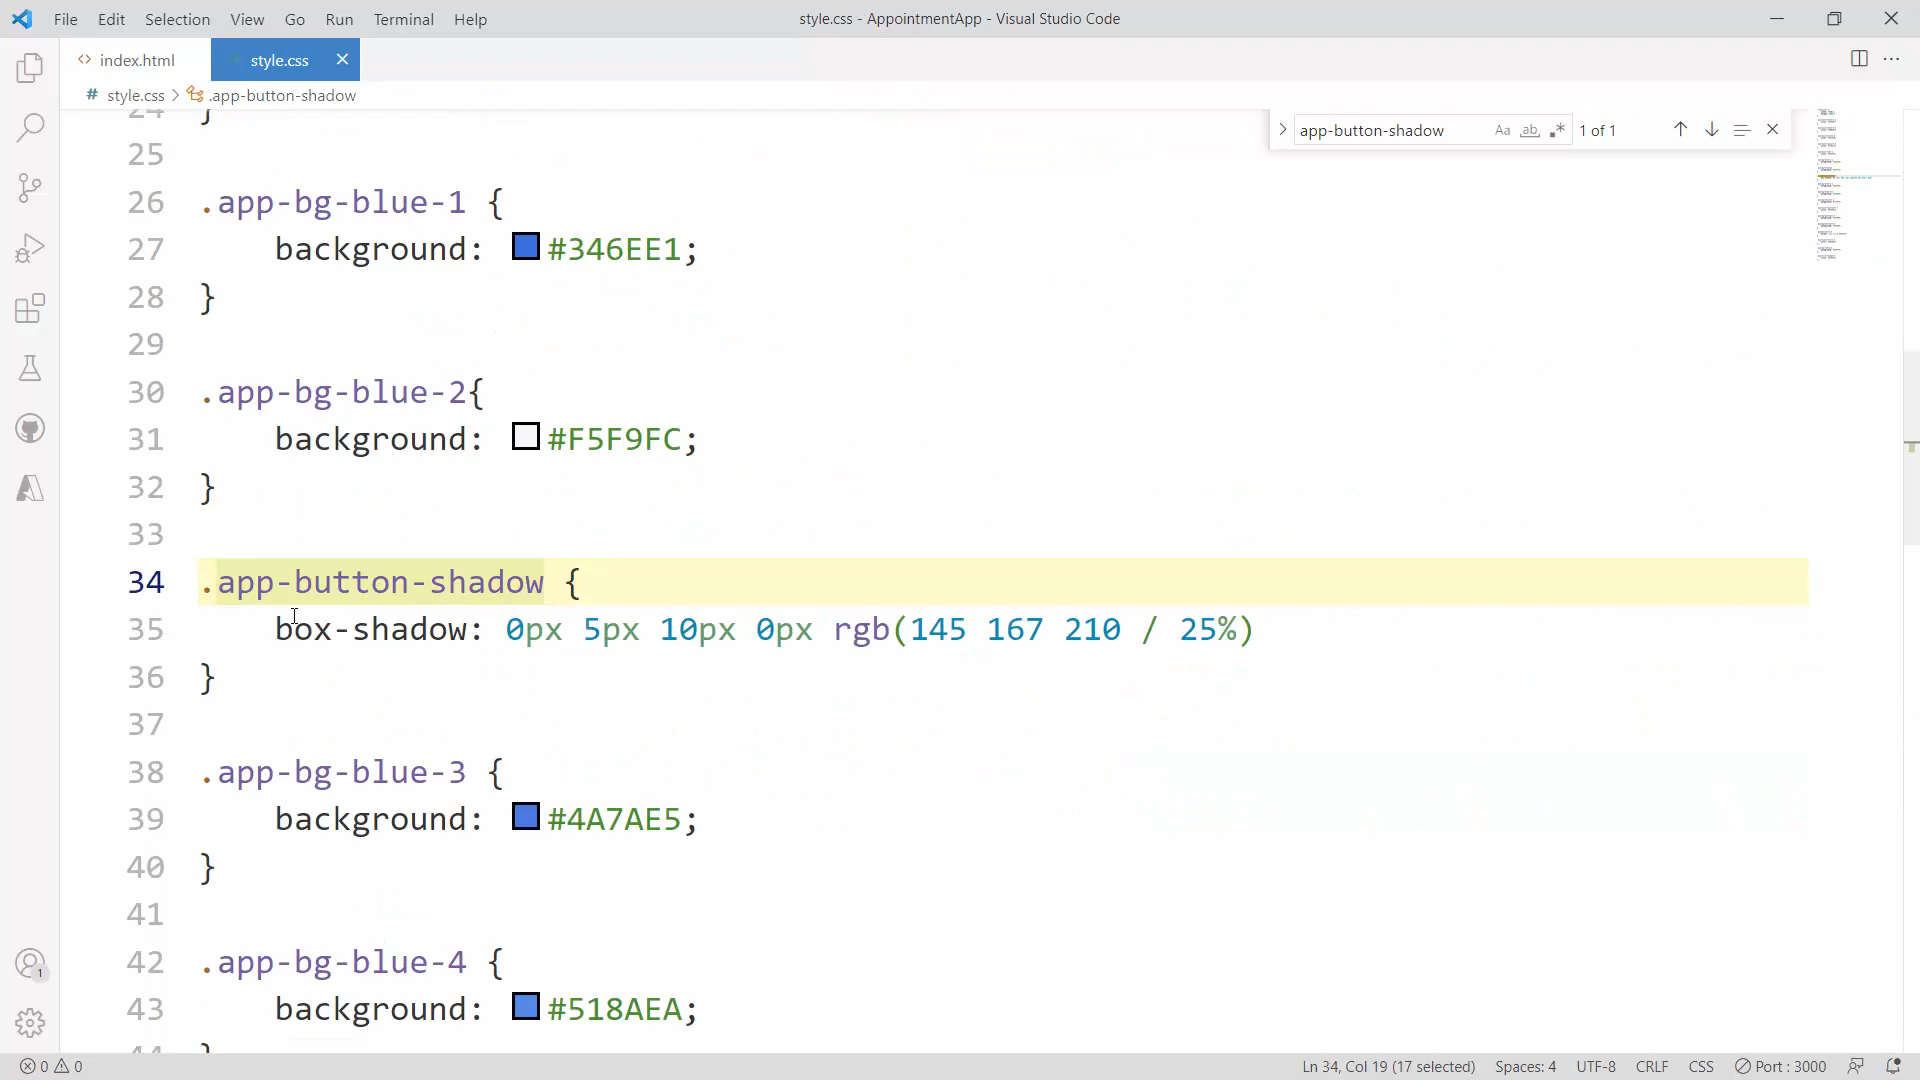 File Edit Selection View Go Run Terminal Help
style.css - AppointmentApp - Visual Studio Code
index.html
style.css
# style.css > .app-button-shadow
app-button-shadow Aa ab .* 1 of 1
24 }
25
26 .app-bg-blue-1 {
27 background: #346EE1;
28 }
29
30 .app-bg-blue-2{
31 background: #F5F9FC;
32 }
33
34 .app-button-shadow {
35 box-shadow: 0px 5px 10px 0px rgb(145 167 210 / 25%)
36 }
37
38 .app-bg-blue-3 {
39 background: #4A7AE5;
40 }
41
42 .app-bg-blue-4 {
43 background: #518AEA;
44 }
1
0 0 Ln 34, Col 19 (17 selected) Spaces: 4 UTF-8 CRLF CSS Port : 3000